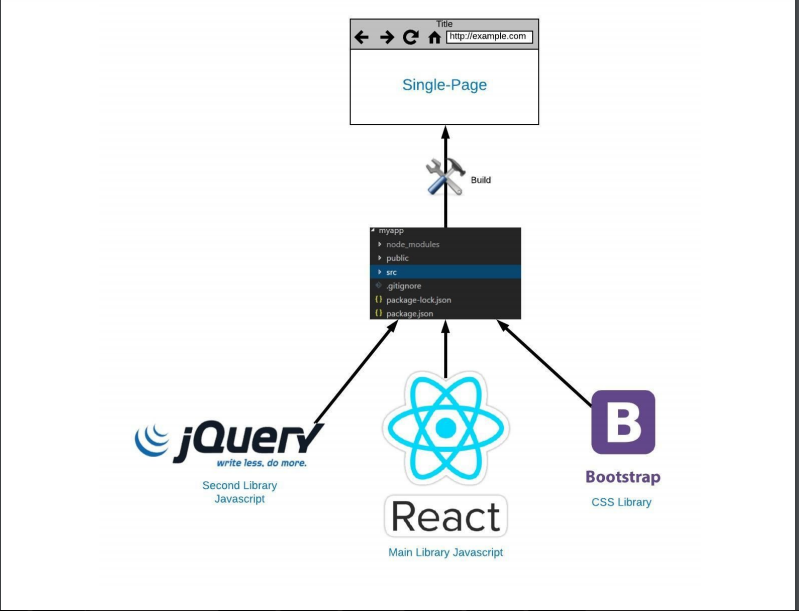 Title
http://example.com
Single-Page
Build
myapp
node_modules
public
src
.gitignore
package-lock.json
package.json
jQuery
write less, do more.
Second Library
Javascript
React
Main Library Javascript
B
Bootstrap
CSS Library